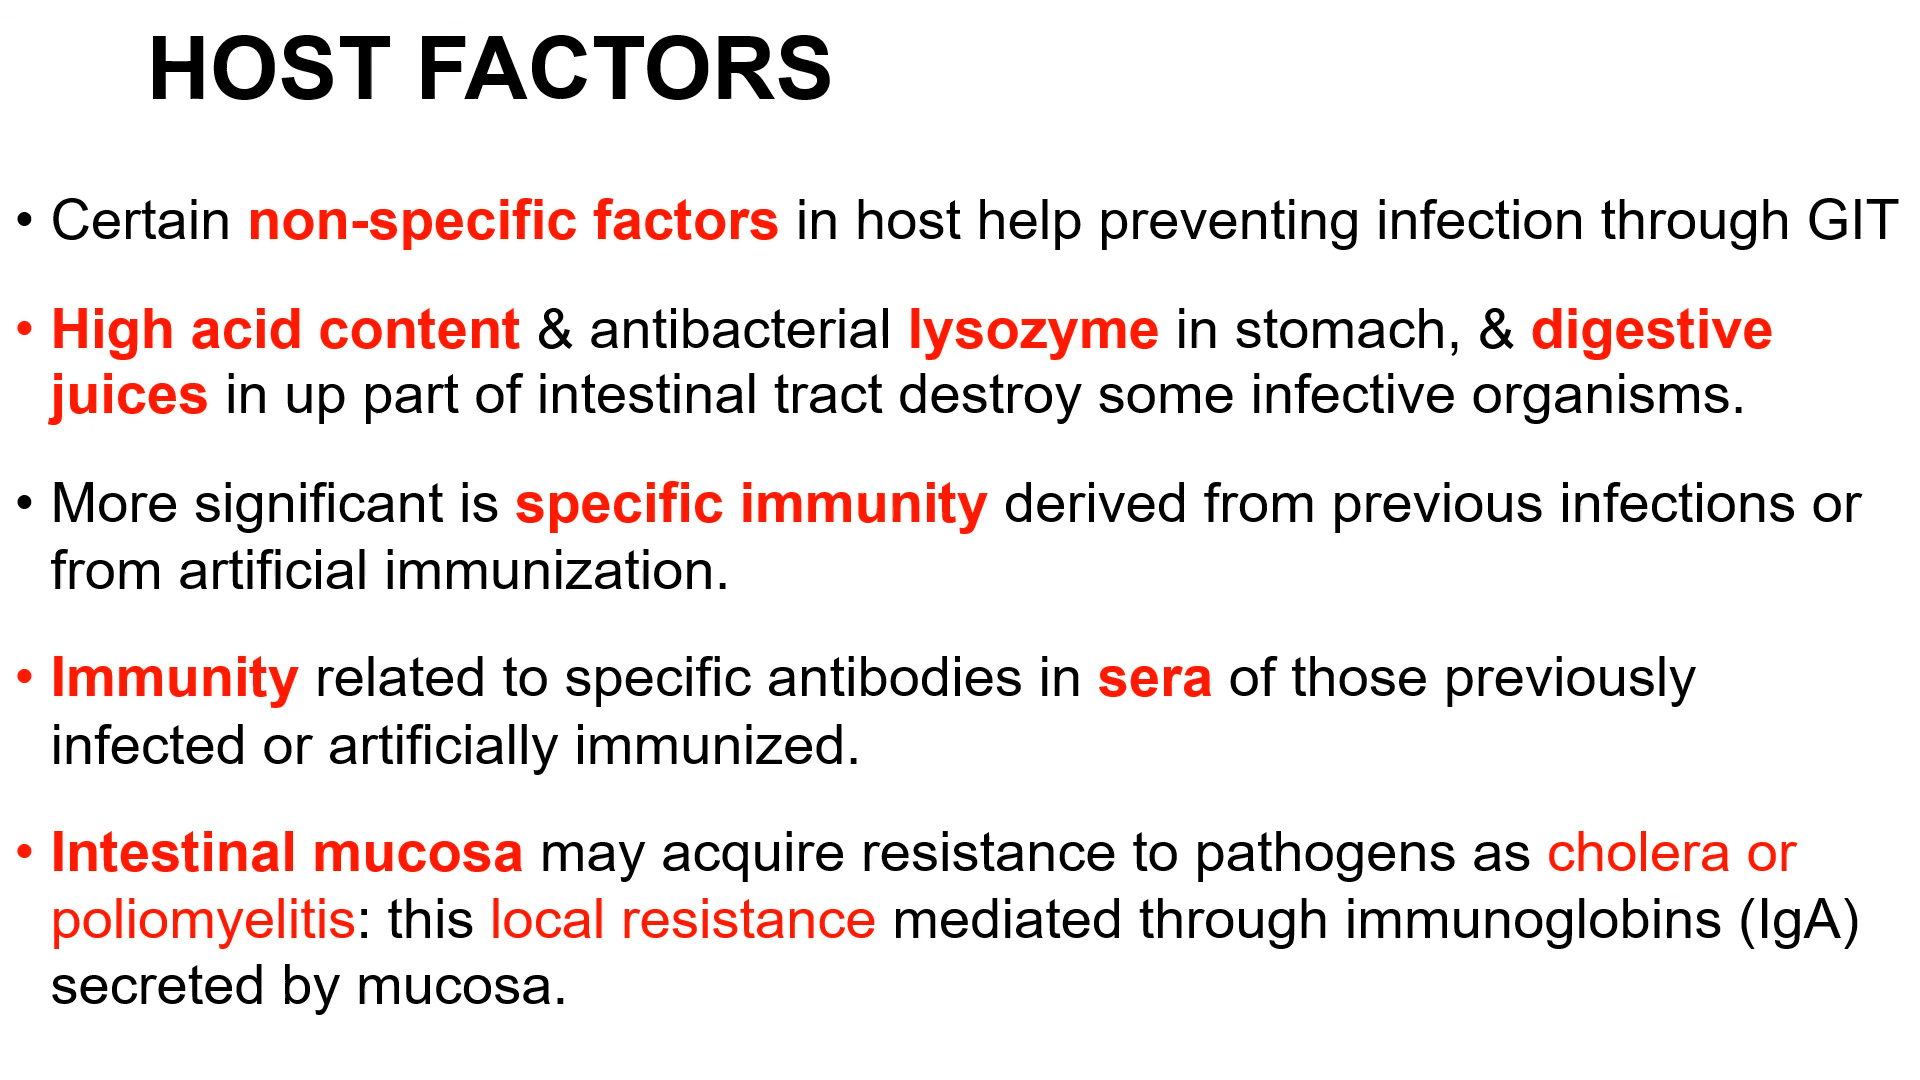 HOST FACTORS
• Certain non-specific factors in host help preventing infection through GIT
• High acid content & antibacterial lysozyme in stomach, & digestive
juices in up part of intestinal tract destroy some infective organisms.
• More significant is specific immunity derived from previous infections or
from artificial immunization.
• Immunity related to specific antibodies in sera of those previously
infected or artificially immunized.
• Intestinal mucosa may acquire resistance to pathogens as cholera or
poliomyelitis: this local resistance mediated through immunoglobins (IgA)
secreted by mucosa.